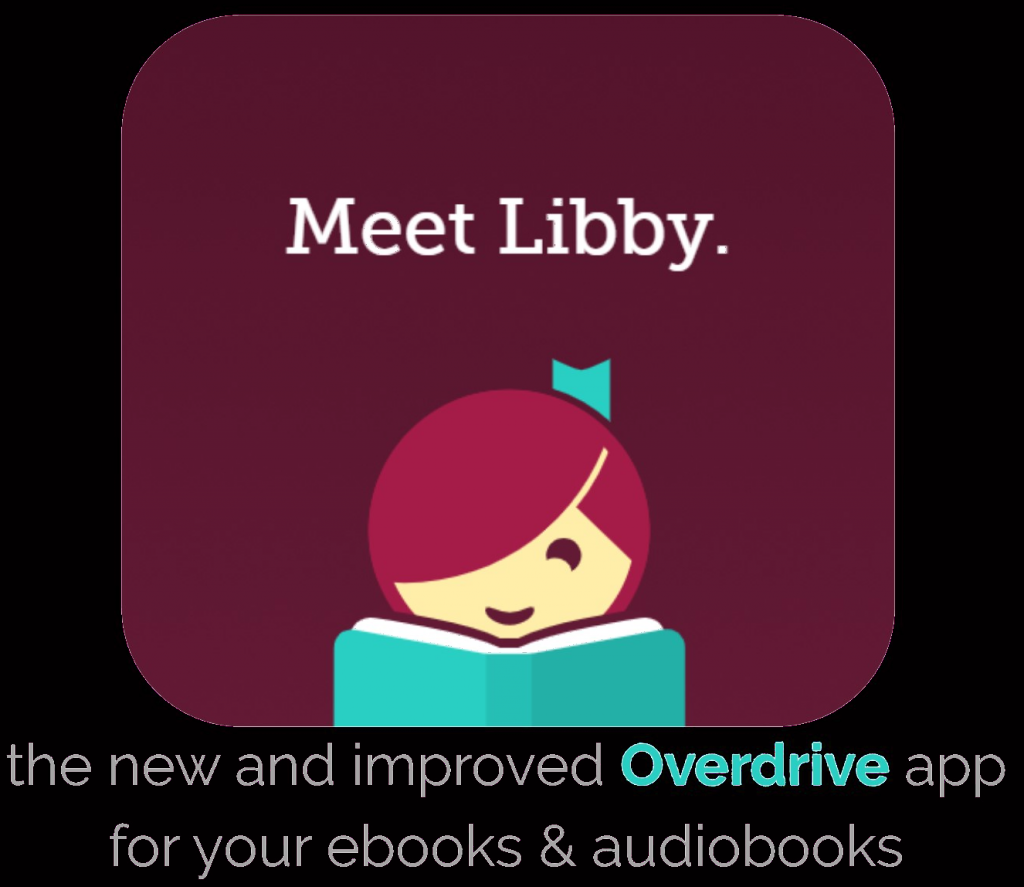 Meet Libby.
the new and improved Overdrive app
for your ebooks & audiobooks